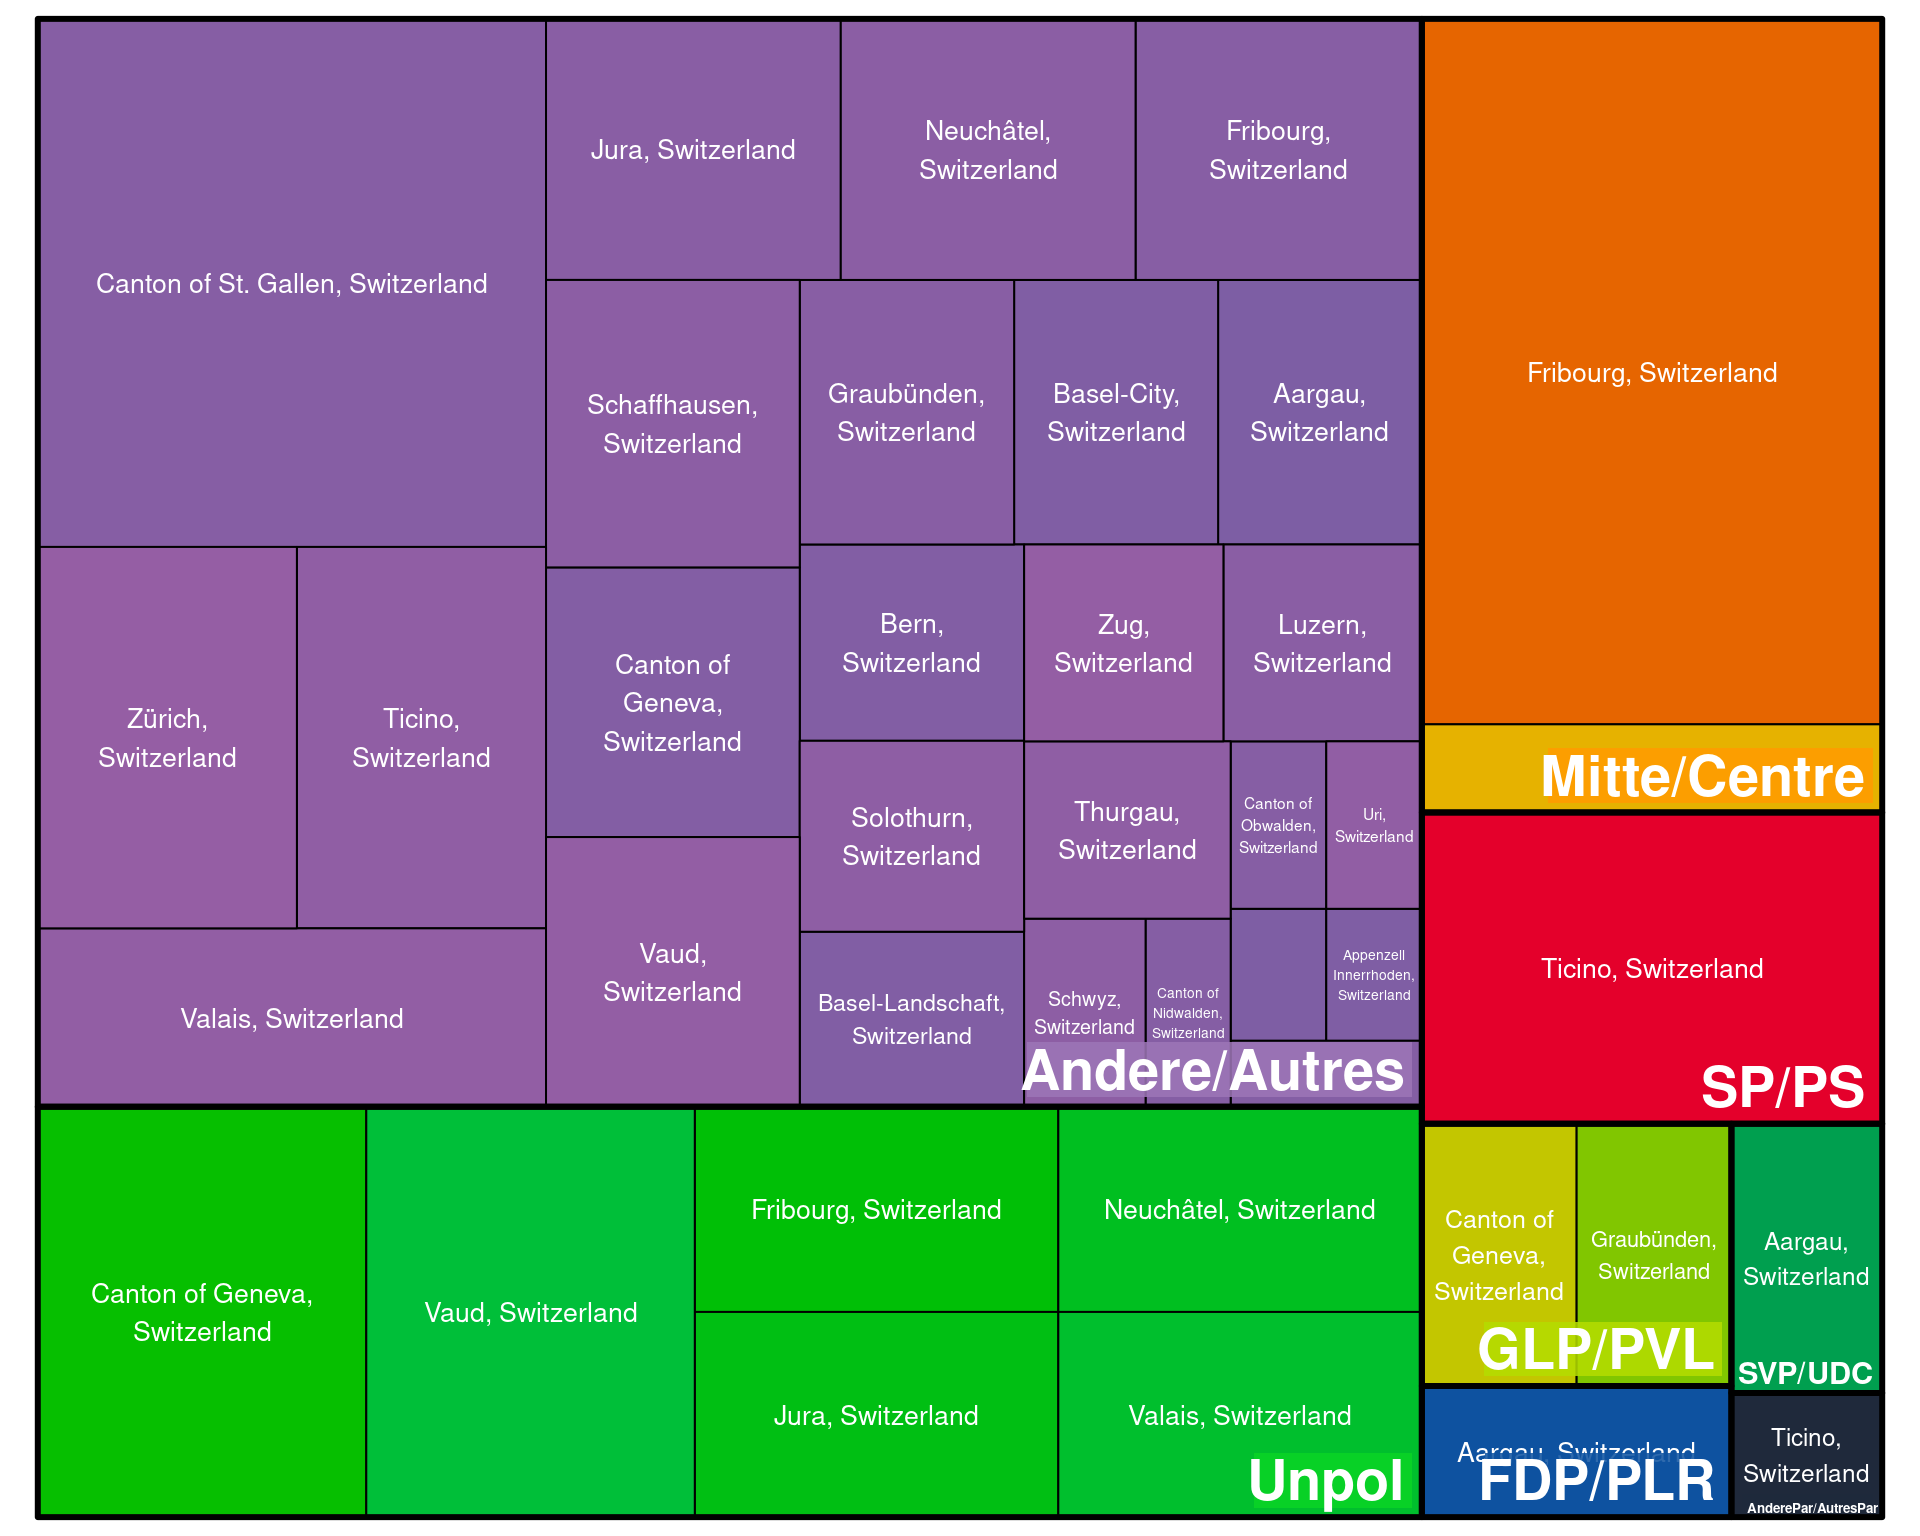 Canton of St. Gallen, Switzerland
Jura, Switzerland
Neuchâtel,
Switzerland
Fribourg,
Switzerland
Schaffhausen,
Switzerland
Graubünden,
Switzerland
Basel-City,
Switzerland
Aargau,
Switzerland
Zürich,
Switzerland
Ticino,
Switzerland
Canton of
Geneva,
Switzerland
Bern,
Switzerland
Zug,
Switzerland
Luzern,
Switzerland
Valais, Switzerland
Vaud,
Switzerland
Solothurn,
Switzerland
Basel-Landschaft,
Switzerland
Thurgau,
Switzerland
Canton of
Obwalden,
Switzerland
Uri,
Switzerland
Schwyz,
Switzerland
Canton of
Nidwalden,
Switzerland
Appenzell
Innerrhoden,
Switzerland
Andere/Autres
Canton of Geneva,
Switzerland
Vaud, Switzerland
Fribourg, Switzerland
Neuchâtel, Switzerland
Jura, Switzerland
Valais, Switzerland
Unpol
Fribourg, Switzerland
Mitte/Centre
Ticino, Switzerland
SP/PS
Canton of
Geneva,
Switzerland
Graubünden,
Switzerland
GLP/PVL
Aargau,
Switzerland
SVP/UDC
Aargau, Switzerland
FDP/PLR
Ticino,
Switzerland
AnderePar/AutresPar